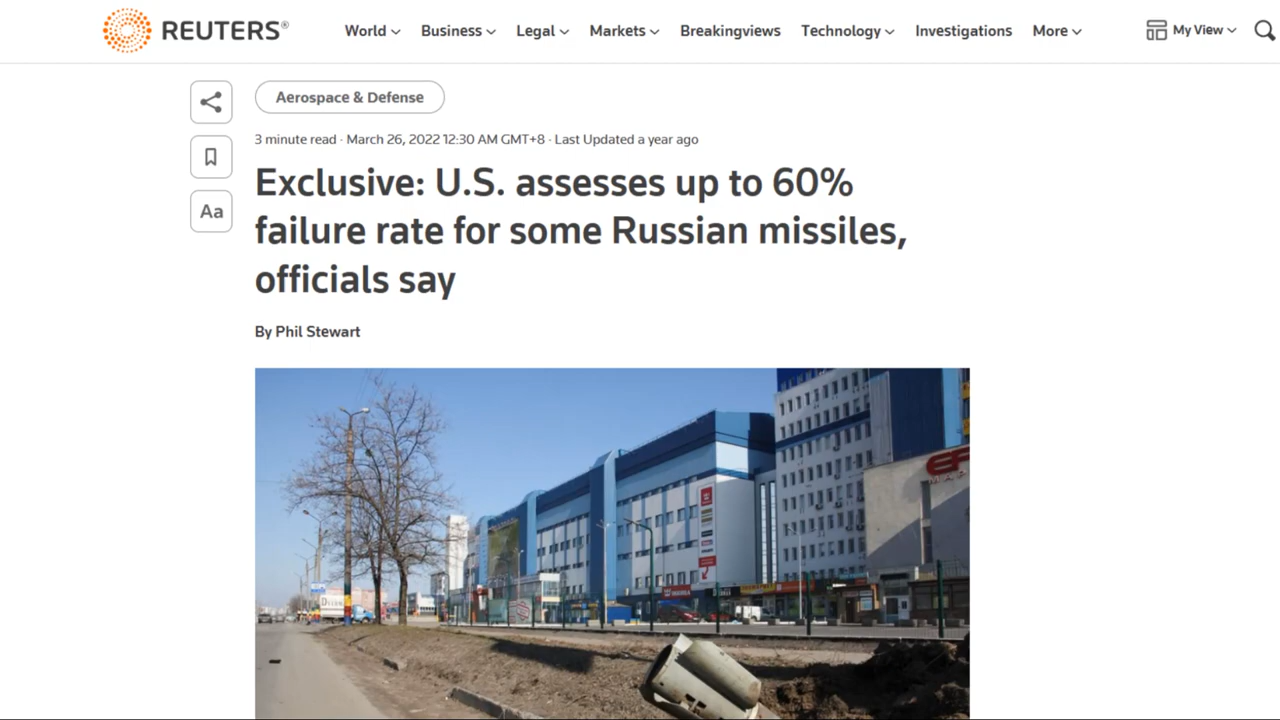 REUTERS®
World Business Legal Markets Breakingviews Technology Investigations More My View
Aerospace & Defense
3 minute read · March 26, 2022 12:30 AM GMT+8 · Last Updated a year ago
Aa
Exclusive: U.S. assesses up to 60%
failure rate for some Russian missiles,
officials say
By Phil Stewart